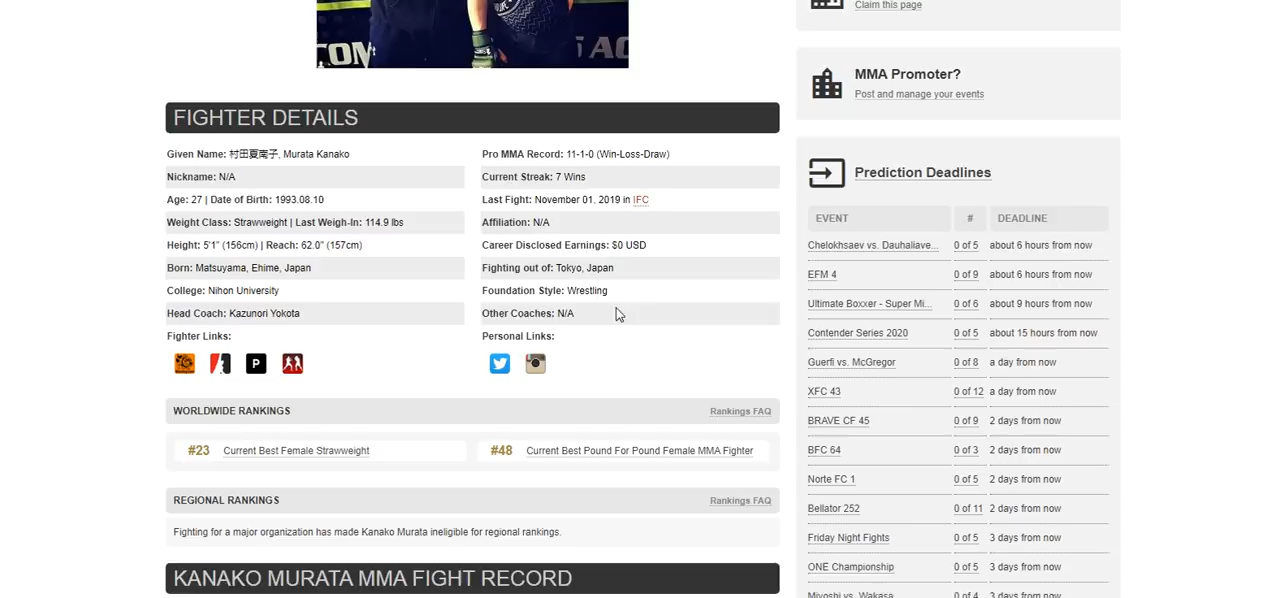 Claim this page
MMA Promoter?
Post and manage your events
FIGHTER DETAILS
Given Name: 村田夏南子, Murata Kanako
Pro MMA Record: 11-1-0 (Win-Loss-Draw)
Nickname: N/A
Current Streak: 7 Wins
Age: 27 | Date of Birth: 1993.08.10
Last Fight: November 01, 2019 in IFC
Weight Class: Strawweight | Last Weigh-In: 114.9 lbs
Affiliation: N/A
Height: 5'1" (156cm) | Reach: 62.0" (157cm)
Career Disclosed Earnings: $0 USD
Born: Matsuyama, Ehime, Japan
Fighting out of: Tokyo, Japan
College: Nihon University
Foundation Style: Wrestling
Head Coach: Kazunori Yokota
Other Coaches: N/A
Fighter Links:
Personal Links:
P
WORLDWIDE RANKINGS
Rankings FAQ
#23 Current Best Female Strawweight
#48 Current Best Pound For Pound Female MMA Fighter
REGIONAL RANKINGS
Rankings FAQ
Fighting for a major organization has made Kanako Murata ineligible for regional rankings.
KANAKO MURATA MMA FIGHT RECORD
Prediction Deadlines
EVENT # DEADLINE
Chelokhsaev vs. Dauhaliave... 0 of 5 about 6 hours from now
EFM 4 0 of 9 about 6 hours from now
Ultimate Boxxer - Super Mi... 0 of 6 about 9 hours from now
Contender Series 2020 0 of 5 about 15 hours from now
Guerfi vs. McGregor 0 of 8 a day from now
XFC 43 0 of 12 a day from now
BRAVE CF 45 0 of 9 2 days from now
BFC 64 0 of 3 2 days from now
Norte FC 1 0 of 5 2 days from now
Bellator 252 0 of 11 2 days from now
Friday Night Fights 0 of 5 3 days from now
ONE Championship 0 of 5 3 days from now
Miyoshi vs. Wakasa 0 of 4 3 days from now